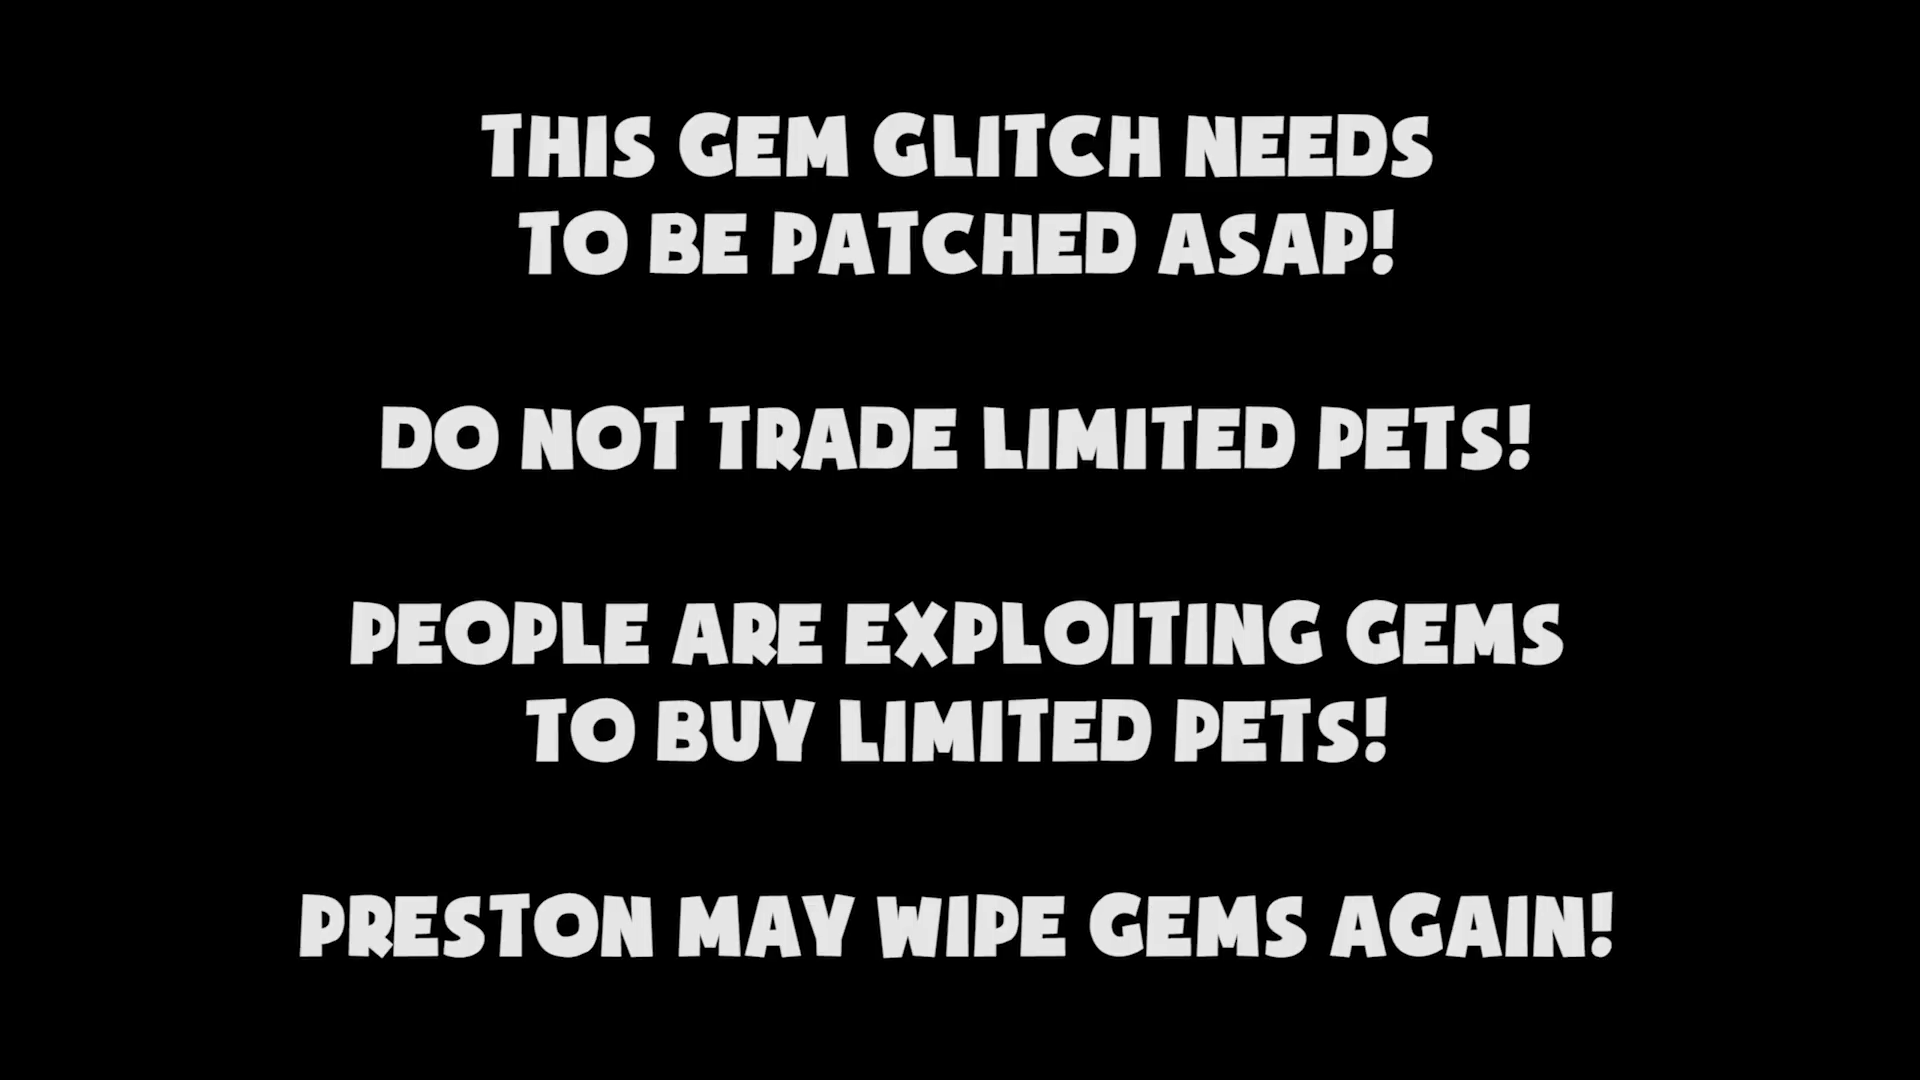 THIS GEM GLITCH NEEDS
TO BE PATCHED ASAP!
DO NOT TRADE LIMITED PETS!
PEOPLE ARE EXPLOITING GEMS
TO BUY LIMITED PETS!
PRESTON MAY WIPE GEMS AGAIN!